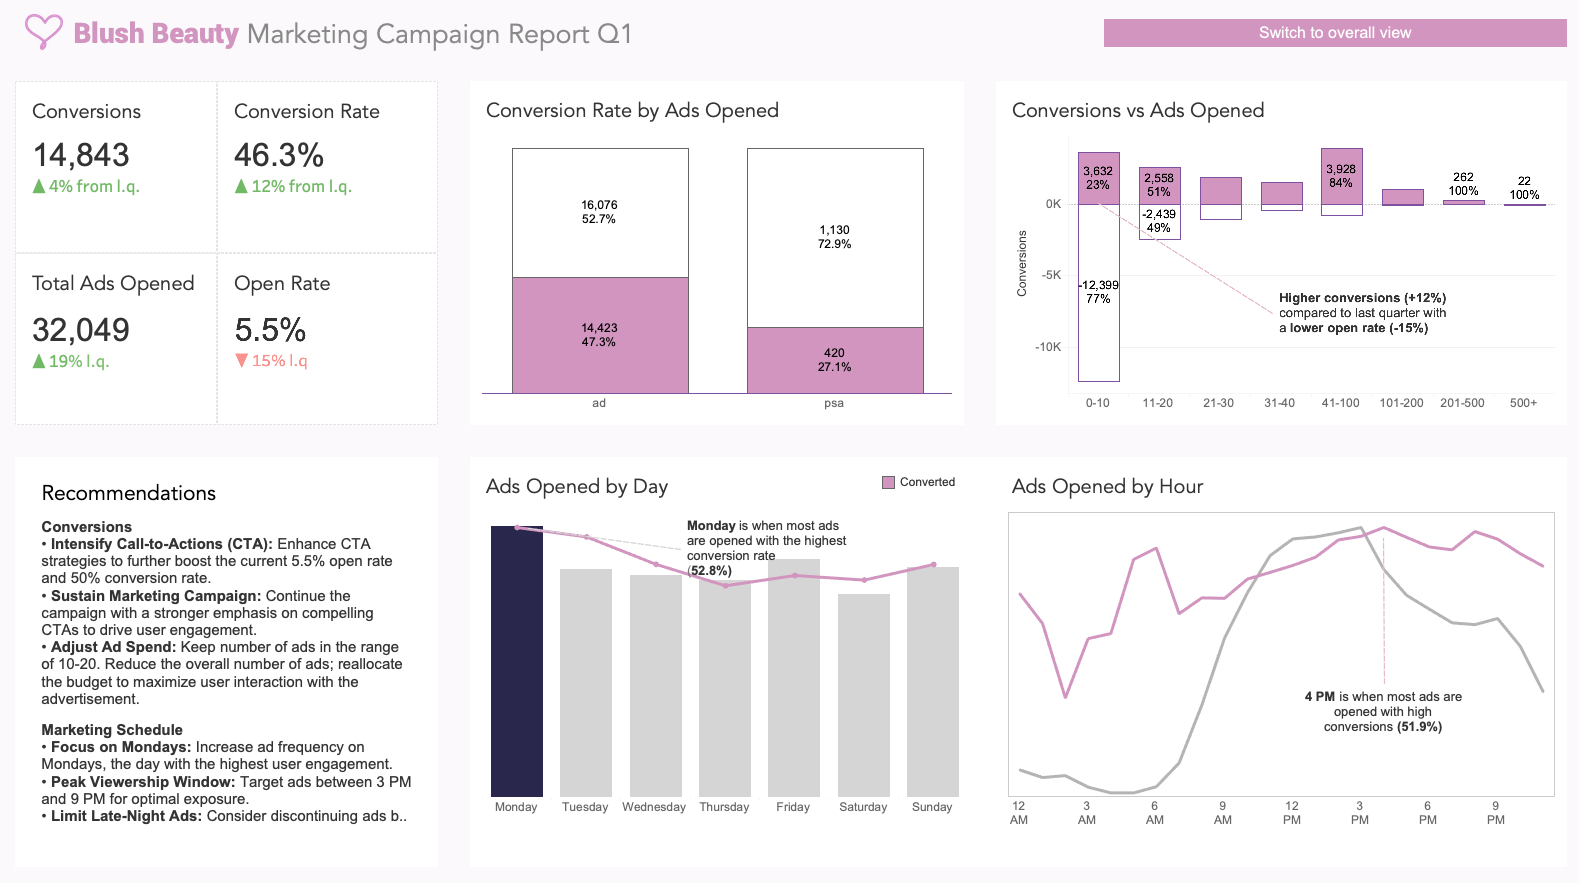 Blush Beauty Marketing Campaign Report Q1
Switch to overall view
Conversions
14,843
▲ 4% from l.q.
Conversion Rate
46.3%
▲ 12% from l.q.
Total Ads Opened
32,049
▲ 19% l.q.
Open Rate
5.5%
▼ 15% l.q
Conversion Rate by Ads Opened
16,076
52.7%
14,423
47.3%
ad
1,130
72.9%
420
27.1%
psa
Conversions vs Ads Opened
Conversions
0K
-5K
-10K
3,632
23%
-12,399
77%
2,558
51%
-2,439
49%
3,928
84%
262
100%
22
100%
Higher conversions (+12%)
compared to last quarter with
a lower open rate (-15%)
0-10
11-20
21-30
31-40
41-100
101-200
201-500
500+
Recommendations
Conversions
• Intensify Call-to-Actions (CTA): Enhance CTA
strategies to further boost the current 5.5% open rate
and 50% conversion rate.
• Sustain Marketing Campaign: Continue the
campaign with a stronger emphasis on compelling
CTAs to drive user engagement.
• Adjust Ad Spend: Keep number of ads in the range
of 10-20. Reduce the overall number of ads; reallocate
the budget to maximize user interaction with the
advertisement.
Marketing Schedule
• Focus on Mondays: Increase ad frequency on
Mondays, the day with the highest user engagement.
• Peak Viewership Window: Target ads between 3 PM
and 9 PM for optimal exposure.
• Limit Late-Night Ads: Consider discontinuing ads b..
Ads Opened by Day
Converted
Monday is when most ads
are opened with the highest
conversion rate
(52.8%)
Monday
Tuesday
Wednesday
Thursday
Friday
Saturday
Sunday
Ads Opened by Hour
4 PM is when most ads are
opened with high
conversions (51.9%)
12
AM
3
AM
6
AM
9
AM
12
PM
3
PM
6
PM
9
PM